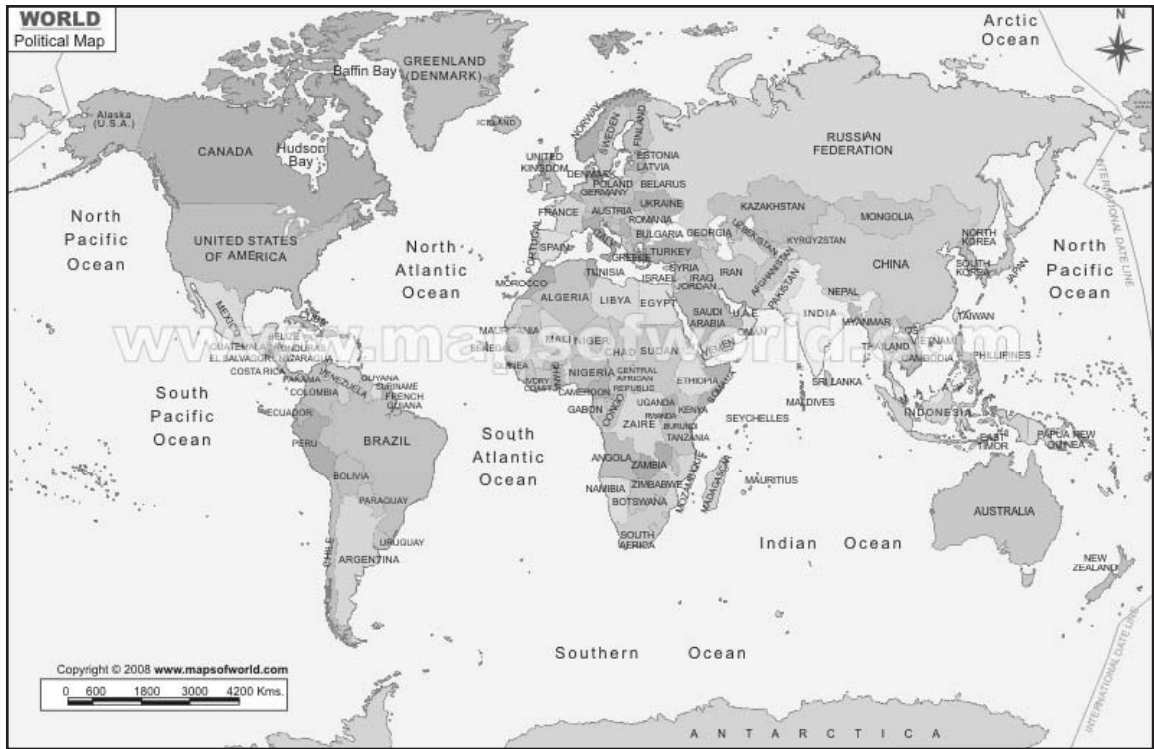 WORLD
Political Map
Arctic
Ocean
N
GREENLAND
(DENMARK)
Baffin Bay
Alaska
(U.S.A.)
ICELAND
NORWAY
SWEDEN
FINLAND
RUSSIAN
FEDERATION
CANADA
Hudson
Bay
UNITED
KINGDOM
ESTONIA
LATVIA
DENMARK
POLAND
BELARUS
GERMANY
UKRAINE
KAZAKHSTAN
MONGOLIA
INTERNATIONAL DATE LINE
North
Pacific
Ocean
FRANCE
AUSTRIA
ROMANIA
BULGARIA
GEORGIA
UZBEKISTAN
KYRGYZSTAN
NORTH
KOREA
North
Pacific
Ocean
UNITED STATES
OF AMERICA
North
Atlantic
Ocean
PORTUGAL
SPAIN
ITALY
GREECE
TURKEY
CHINA
SOUTH
KOREA
JAPAN
TUNISIA
SYRIA
ISRAEL
IRAQ
JORDAN
IRAN
AFGHANISTAN
PAKISTAN
MOROCCO
ALGERIA
LIBYA
EGYPT
NEPAL
MEXICO
CUBA
SAUDI
ARABIA
U.A.E
OMAN
INDIA
MYANMAR
TAIWAN
www.mapsofworld.com
MAURITANIA
MALI
NIGER
CHAD
SUDAN
YEMEN
LAOS
THAILAND
VIETNAM
CAMBODIA
PHILLIPINES
BELIZE
GUATEMALA
HONDURAS
EL SALVADOR
NICARAGUA
SENEGAL
COSTA RICA
PANAMA
VENEZUELA
GUYANA
SURINAME
FRENCH
GUIANA
COLOMBIA
GUINEA
IVORY
COAST
GHANA
NIGERIA
CAMEROON
CENTRAL
AFRICAN
REPUBLIC
ETHIOPIA
SOMALIA
SRI LANKA
MALDIVES
MALAYSIA
South
Pacific
Ocean
ECUADOR
GABON
CONGO
UGANDA
RWANDA
KENYA
BURUNDI
SEYCHELLES
INDONESIA
PERU
BRAZIL
South
Atlantic
Ocean
ZAIRE
TANZANIA
EAST
TIMOR
PAPUA NEW
GUINEA
BOLIVIA
ANGOLA
ZAMBIA
MOZAMBIQUE
MADAGASCAR
MAURITIUS
PARAGUAY
NAMIBIA
ZIMBABWE
BOTSWANA
AUSTRALIA
CHILE
URUGUAY
ARGENTINA
SOUTH
AFRICA
Indian Ocean
NEW
ZEALAND
INTERNATIONAL DATE LINE
Southern Ocean
Copyright © 2008 www.mapsofworld.com
0 600 1800 3000 4200 Kms.
ANTARCTICA